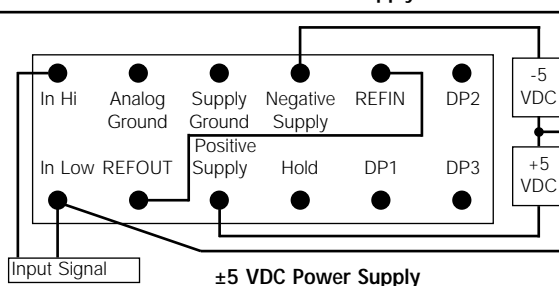 -5
VDC
In Hi
Analog
Ground
Supply
Ground
Negative
Supply
REFIN
DP2
In Low
REFOUT
Positive
Supply
Hold
DP1
DP3
+5
VDC
Input Signal
±5 VDC Power Supply